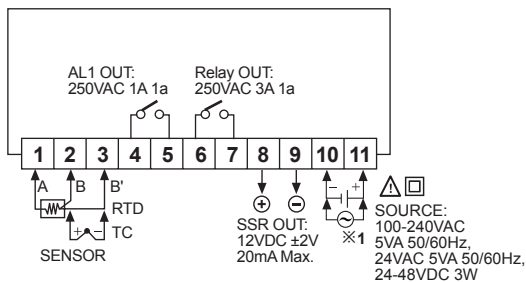 AL1 OUT:
250VAC 1A 1a
Relay OUT:
250VAC 3A 1a
1 2 3 4 5 6 7 8 9 10 11
A B B'
RTD
+ − TC
SENSOR
+ −
SSR OUT:
12VDC ±2V
20mA Max.
− +
※1
SOURCE:
100-240VAC
5VA 50/60Hz,
24VAC 5VA 50/60Hz,
24-48VDC 3W